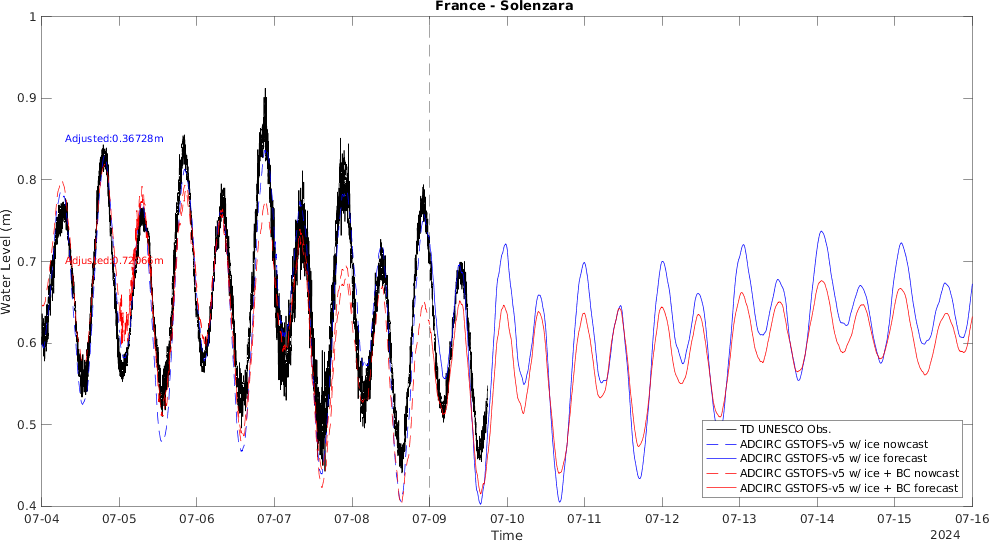 France - Solenzara
1
0.9
0.8
0.7
0.6
0.5
0.4
Water Level (m)
Adjusted:0.36728m
07-04
07-05
07-06
07-07
07-08
07-09
07-10
07-11
07-12
07-13
07-14
07-15
07-16
Time
2024
TD UNESCO Obs.
ADCIRC GSTOFS-v5 w/ ice nowcast
ADCIRC GSTOFS-v5 w/ ice forecast
ADCIRC GSTOFS-v5 w/ ice + BC nowcast
ADCIRC GSTOFS-v5 w/ ice + BC forecast